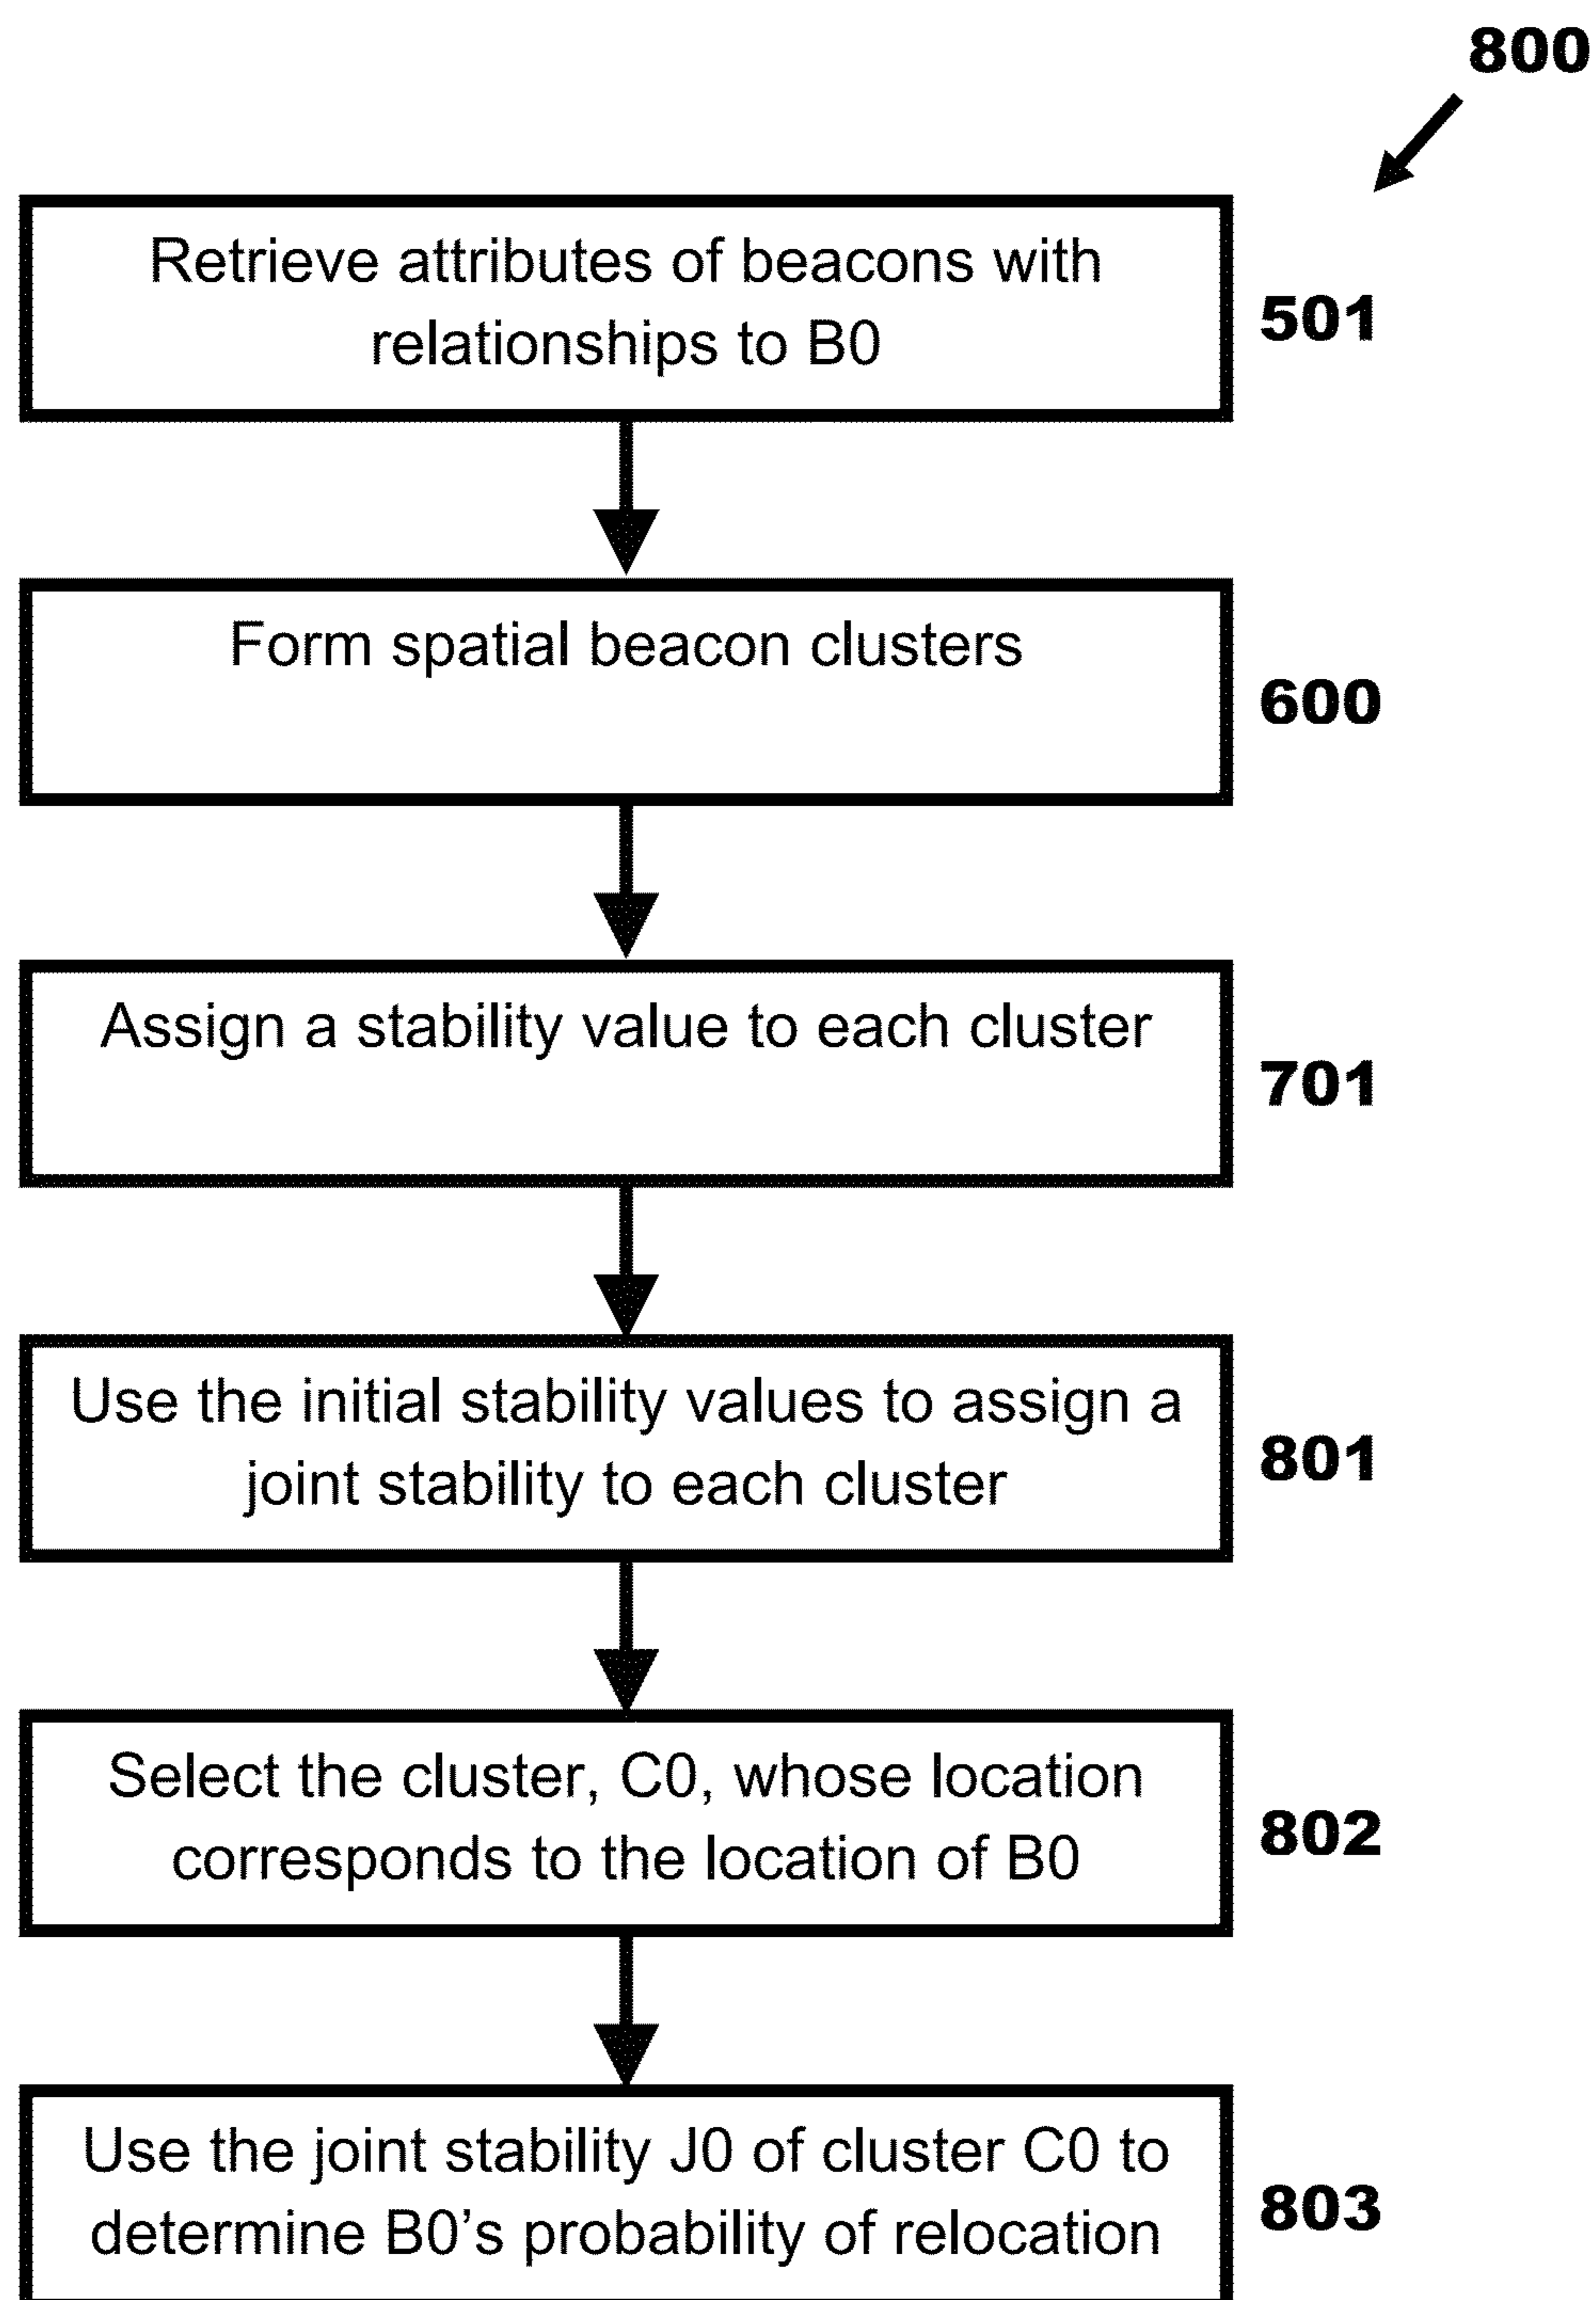 800
Retrieve attributes of beacons with
relationships to B0
501
Form spatial beacon clusters
600
Assign a stability value to each cluster
701
Use the initial stability values to assign a
joint stability to each cluster
801
Select the cluster, C0, whose location
corresponds to the location of B0
802
Use the joint stability J0 of cluster C0 to
determine B0’s probability of relocation
803